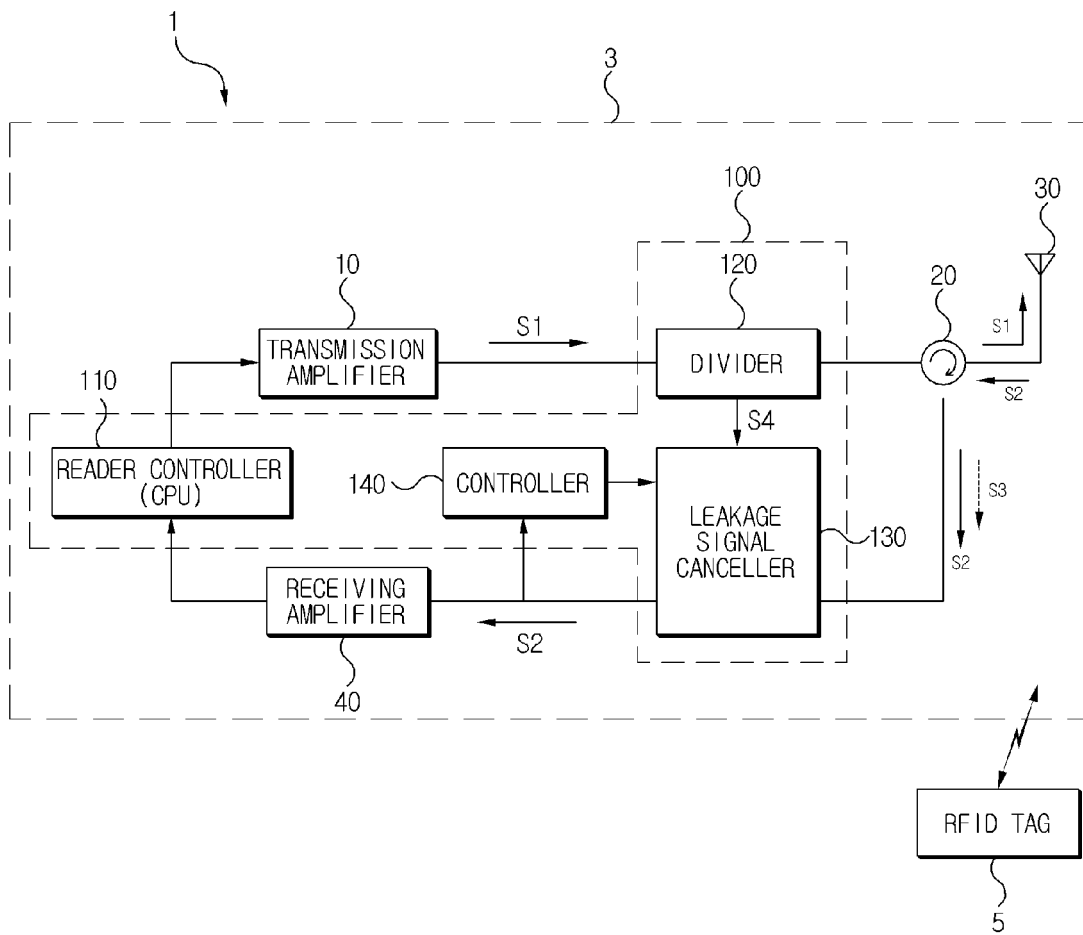 1
3
100
30
10
120
20
S1
TRANSMISSION
AMPLIFIER
S1
DIVIDER
S2
110
S4
READER CONTROLLER
(CPU)
140
CONTROLLER
LEAKAGE
SIGNAL
CANCELLER
130
S3
S2
RECEIVING
AMPLIFIER
S2
40
RFID TAG
5